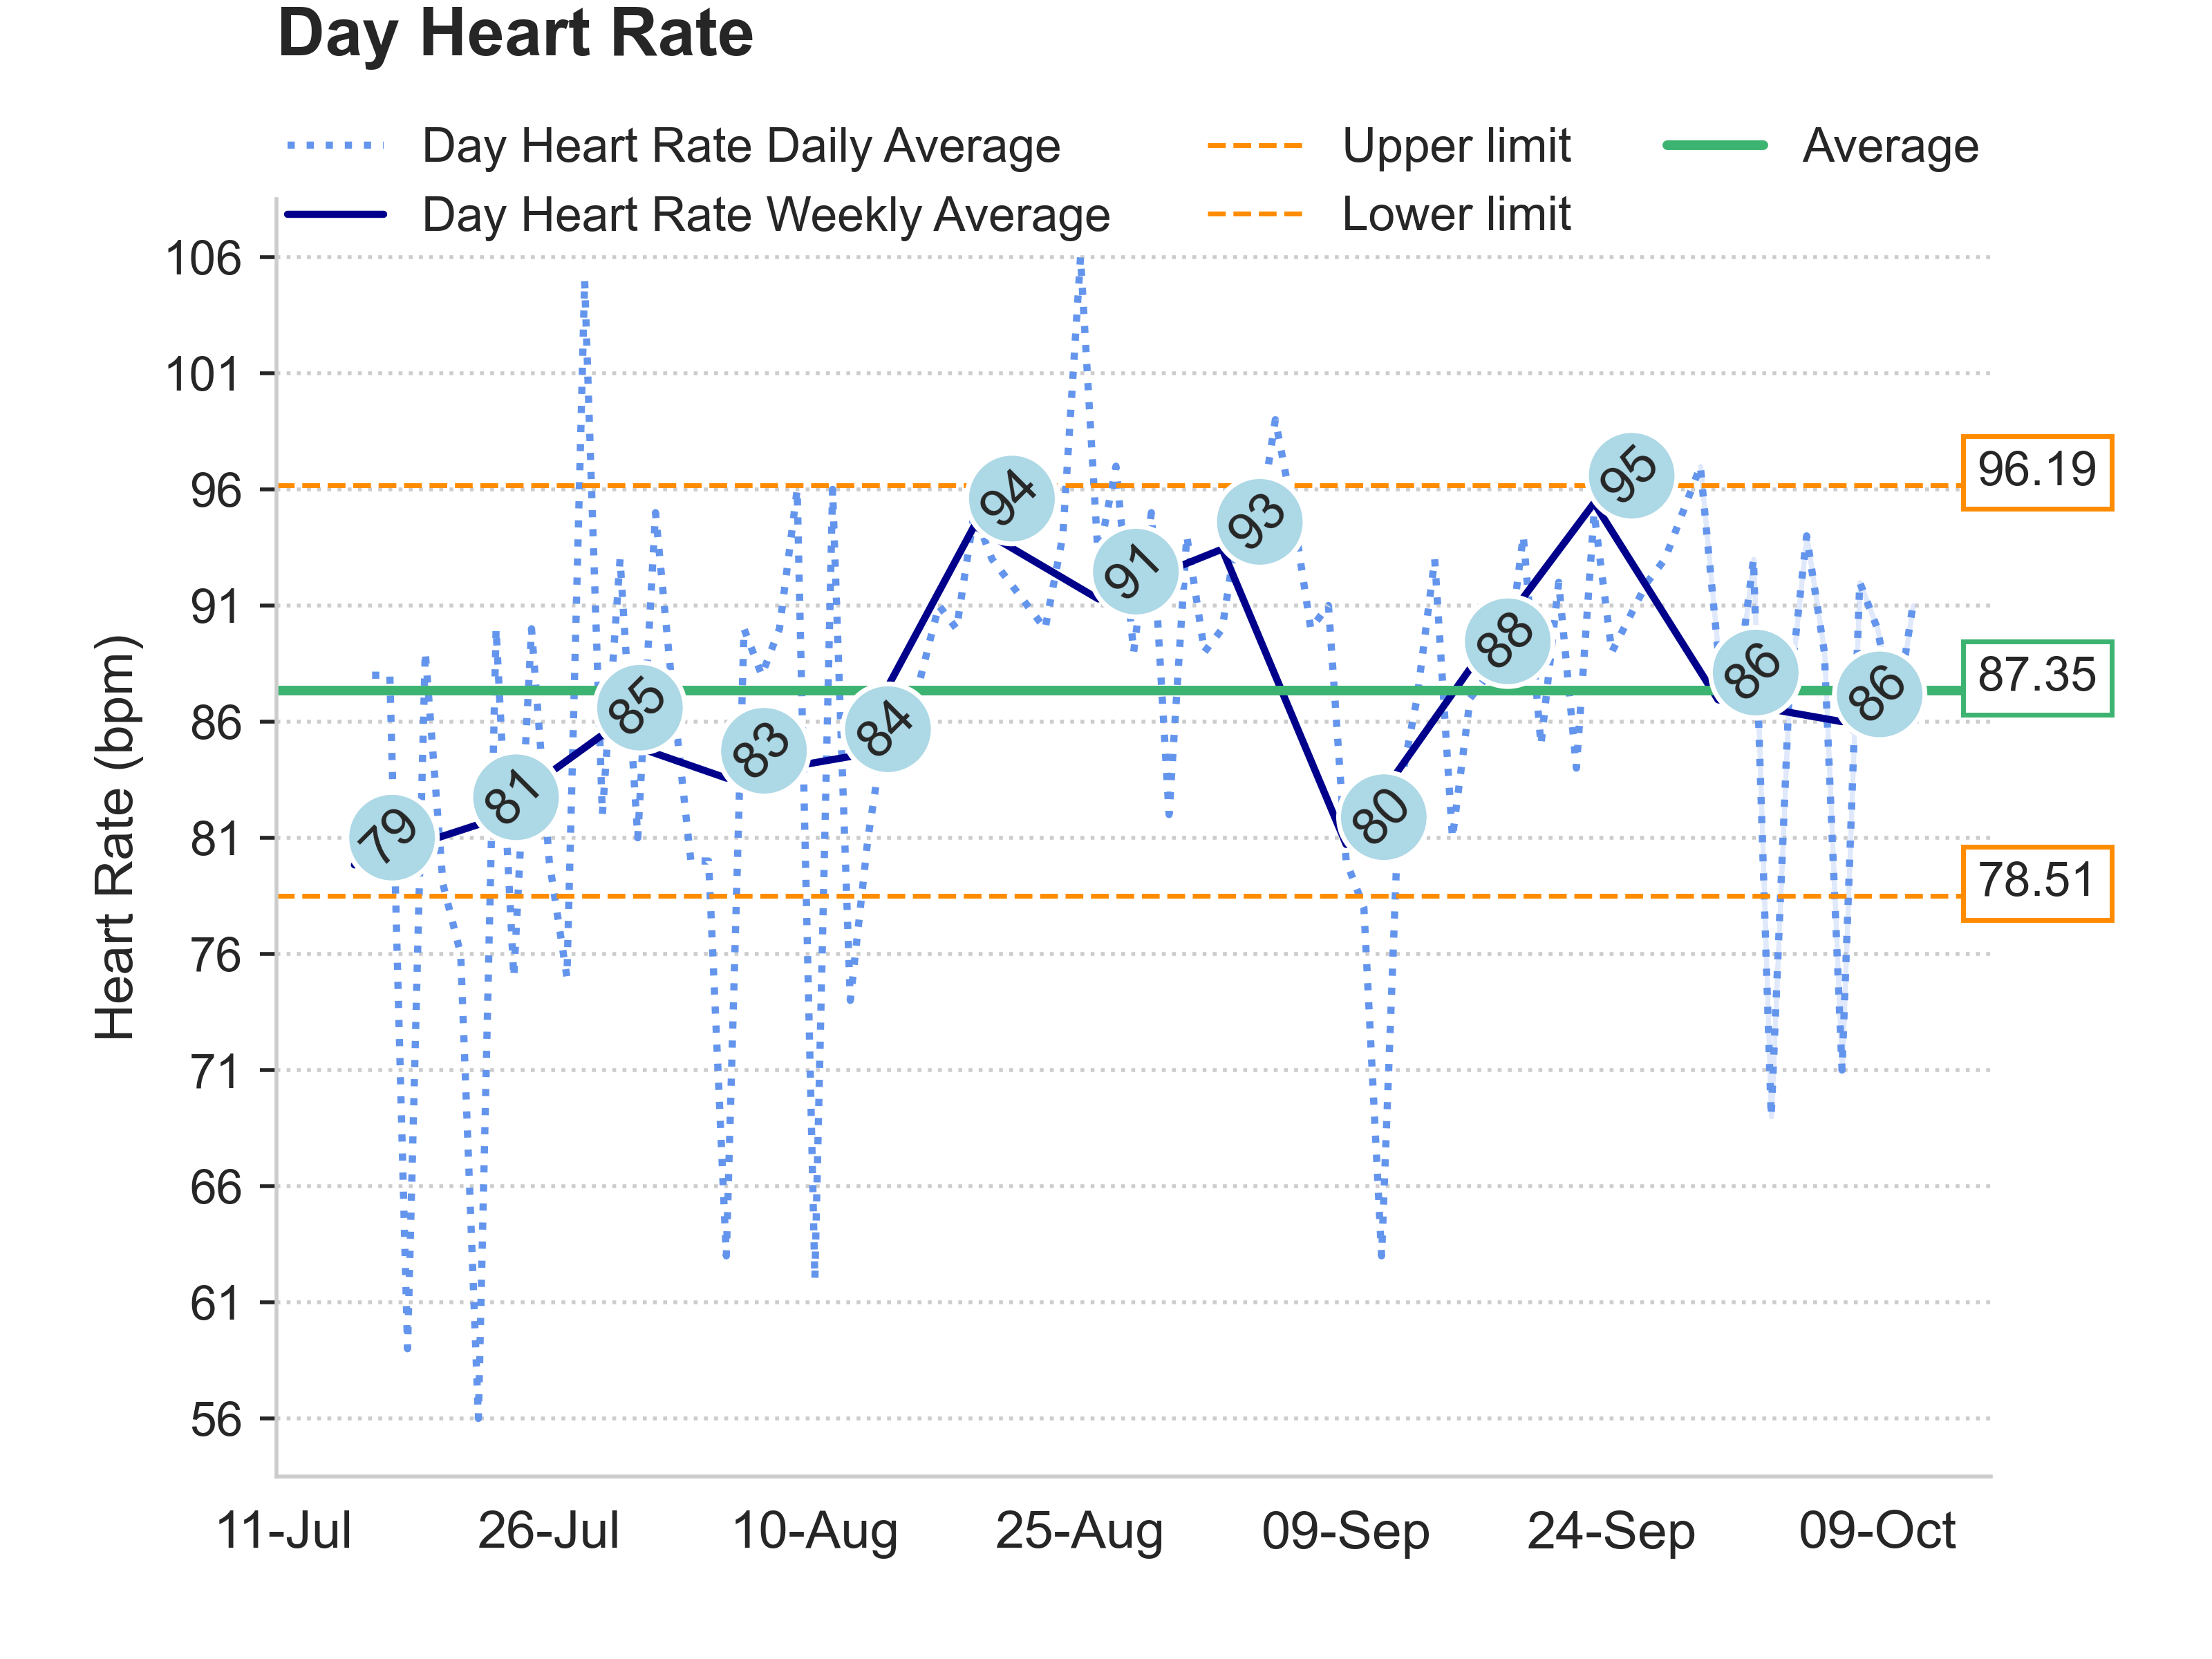 Day Heart Rate
Day Heart Rate Daily Average
Upper limit
Average
Day Heart Rate Weekly Average
Lower limit
106
101
96
91
86
81
76
71
66
61
56
Heart Rate (bpm)
79
81
85
83
84
94
91
93
80
88
95
86
86
96.19
87.35
78.51
11-Jul
26-Jul
10-Aug
25-Aug
09-Sep
24-Sep
09-Oct